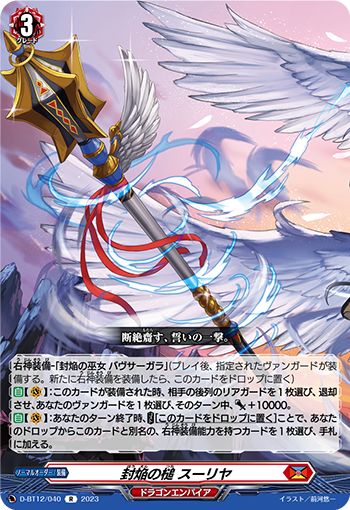 3
グレード
断絶齎す、誓いの一撃。
右神装備-「封焔の巫女 バヴサーガラ」(プレイ後、指定されたヴァンガードが装備する。新たに右神装備を装備したら、このカードをドロップに置く)
自【◎】:このカードが装備された時、相手の後列のリアガードを1枚選び、退却させ、あなたのヴァンガードを1枚選び、そのターン中、+10000。
自【◎】:あなたのターン終了時、[このカードをドロップに置く]ことで、あなたのドロップからこのカードと別名の、右神装備能力を持つカードを1枚選び、手札に加える。
ノーマルオーダー/装備
封焔の槌 スーリヤ
D-BT12/040 R 2023
ドラゴンエンパイア
イラスト/前河悠一